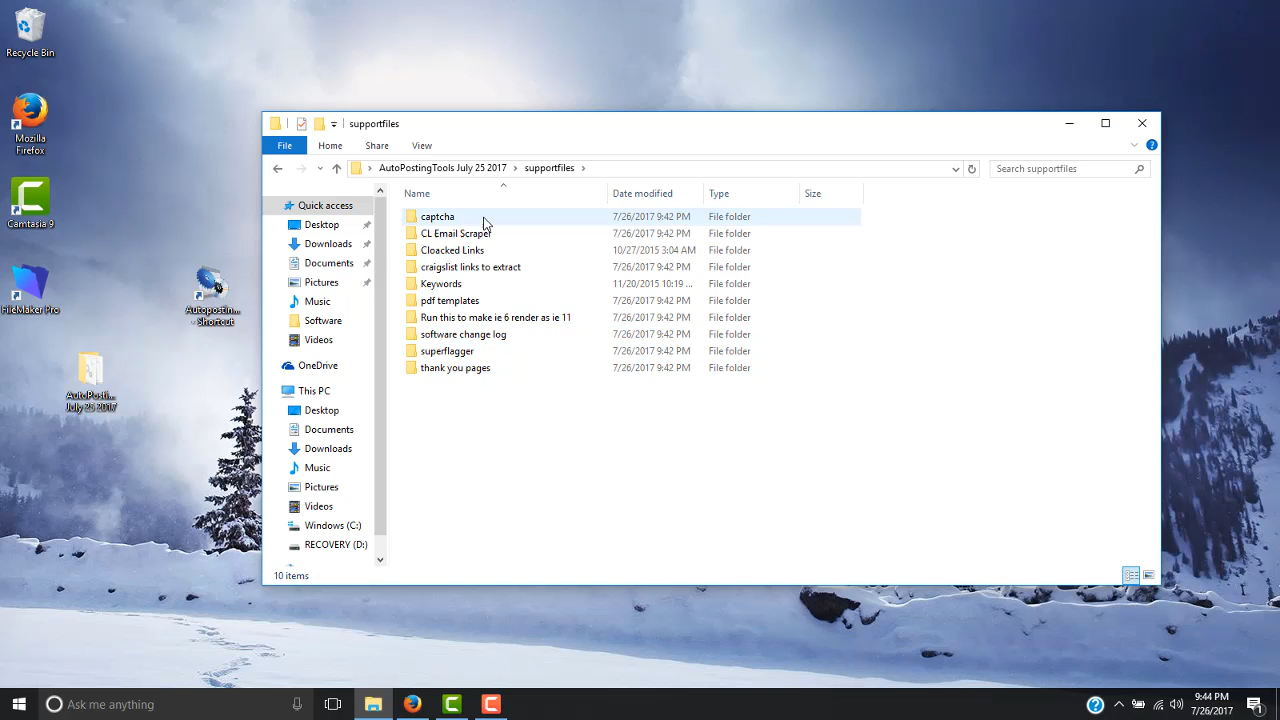 Recycle Bin
Mozilla
Firefox
Camtasia 9
FileMaker Pro
Autopostin...
- Shortcut
AutoPosti...
July 25 2017
supportfiles
File Home Share View
AutoPostingTools July 25 2017 > supportfiles >
Search supportfiles
Name Date modified Type Size
Quick access
Desktop
Downloads
Documents
Pictures
Music
Software
Videos
OneDrive
This PC
Desktop
Documents
Downloads
Music
Pictures
Videos
Windows (C:)
RECOVERY (D:)
captcha 7/26/2017 9:42 PM File folder
CL Email Scraper 7/26/2017 9:42 PM File folder
Cloacked Links 10/27/2015 3:04 AM File folder
craigslist links to extract 7/26/2017 9:42 PM File folder
Keywords 11/20/2015 10:19 ... File folder
pdf templates 7/26/2017 9:42 PM File folder
Run this to make ie 6 render as ie 11 7/26/2017 9:42 PM File folder
software change log 7/26/2017 9:42 PM File folder
superflagger 7/26/2017 9:42 PM File folder
thank you pages 7/26/2017 9:42 PM File folder
10 items
Ask me anything
9:44 PM
7/26/2017